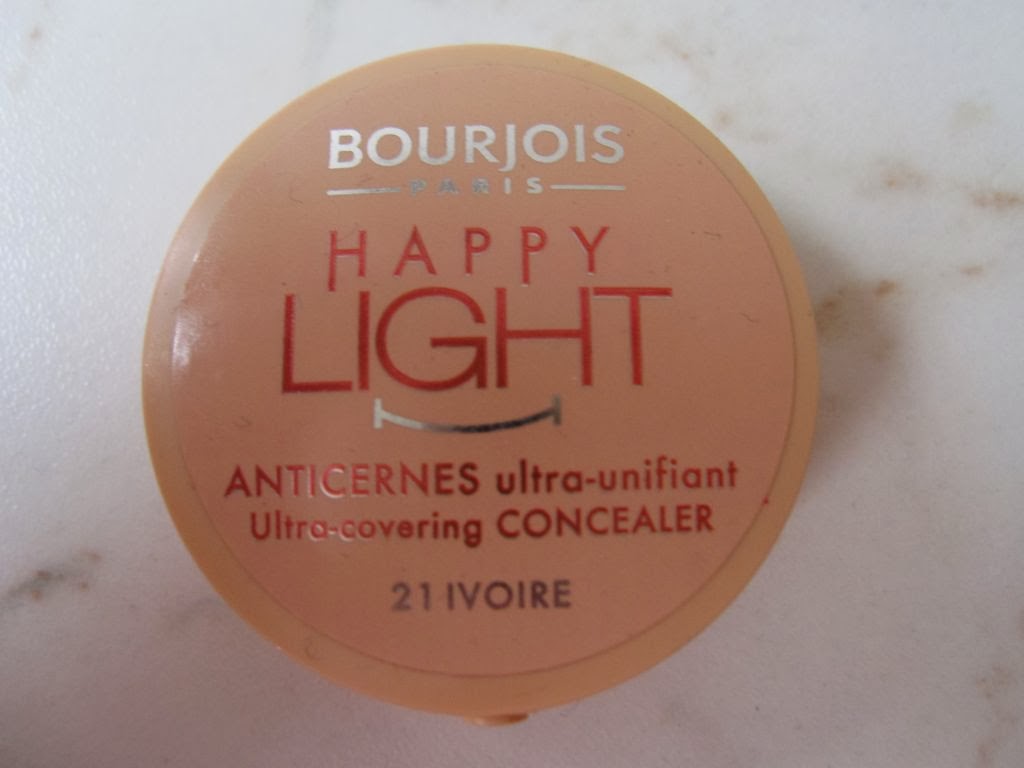 BOURJOIS
PARIS
HAPPY
LIGHT
ANTICERNES ultra-unifiant
Ultra-covering CONCEALER
21 IVOIRE